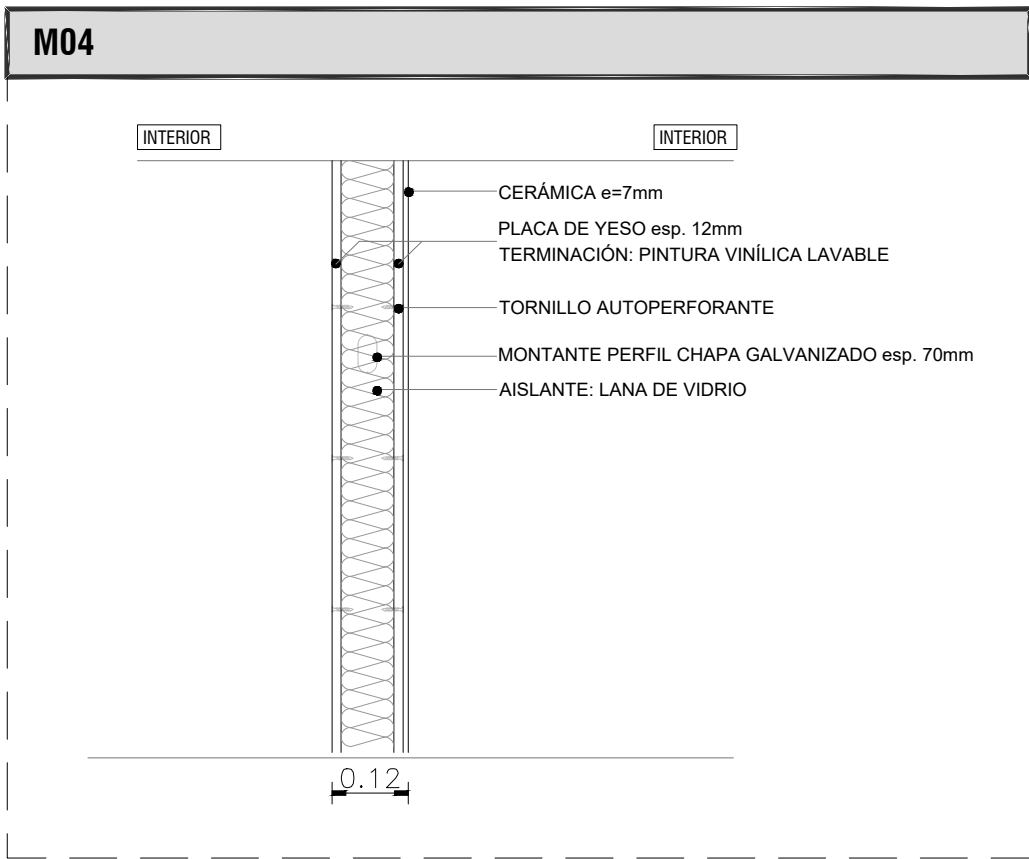 M04
INTERIOR
INTERIOR
CERÁMICA e=7mm
PLACA DE YESO esp. 12mm
TERMINACIÓN: PINTURA VINÍLICA LAVABLE
TORNILLO AUTOPERFORANTE
MONTANTE PERFIL CHAPA GALVANIZADO esp. 70mm
AISLANTE: LANA DE VIDRIO
0.12